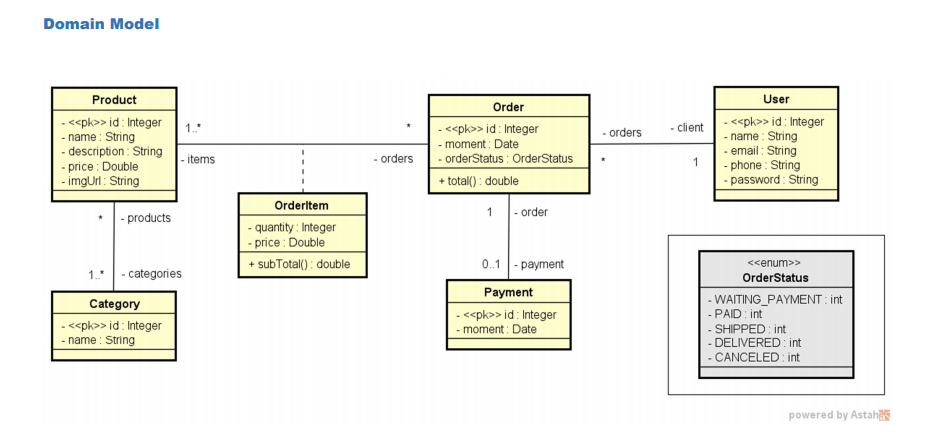 Domain Model
Product
- <<pk>> id : Integer
- name : String
- description : String
- price : Double
- imgUrl : String
1..*
- items
*
- orders
Order
- <<pk>> id : Integer
- moment : Date
- orderStatus : OrderStatus
+ total() : double
- orders
*
- client
1
User
- <<pk>> id : Integer
- name : String
- email : String
- phone : String
- password : String
OrderItem
- quantity : Integer
- price : Double
+ subTotal() : double
* - products
1..* - categories
Category
- <<pk>> id : Integer
- name : String
1 - order
0..1 - payment
Payment
- <<pk>> id : Integer
- moment : Date
<<enum>>
OrderStatus
- WAITING_PAYMENT : int
- PAID : int
- SHIPPED : int
- DELIVERED : int
- CANCELED : int
powered by Astah